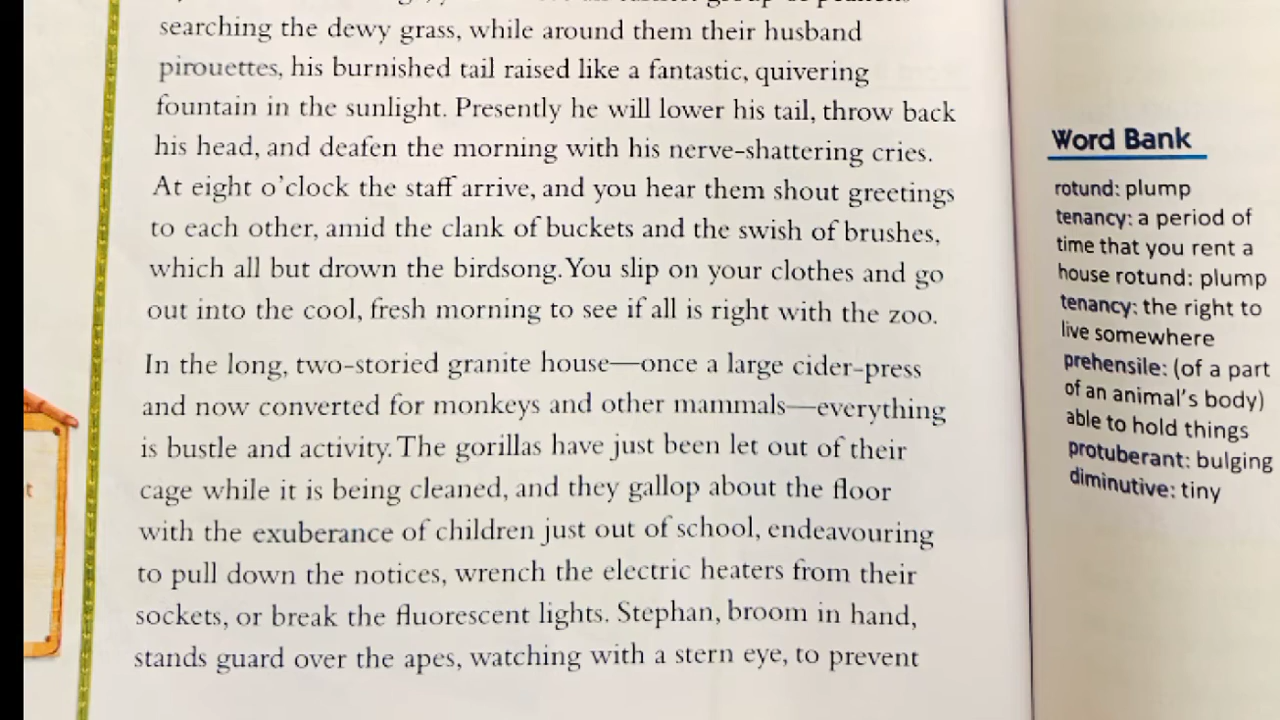 searching the dewy grass, while around them their husband
pirouettes, his burnished tail raised like a fantastic, quivering
fountain in the sunlight. Presently he will lower his tail, throw back
his head, and deafen the morning with his nerve-shattering cries.
At eight o'clock the staff arrive, and you hear them shout greetings
to each other, amid the clank of buckets and the swish of brushes,
which all but drown the birdsong. You slip on your clothes and go
out into the cool, fresh morning to see if all is right with the zoo.
In the long, two-storied granite house—once a large cider-press
and now converted for monkeys and other mammals—everything
is bustle and activity. The gorillas have just been let out of their
cage while it is being cleaned, and they gallop about the floor
with the exuberance of children just out of school, endeavouring
to pull down the notices, wrench the electric heaters from their
sockets, or break the fluorescent lights. Stephan, broom in hand,
stands guard over the apes, watching with a stern eye, to prevent
Word Bank
rotund: plump
tenancy: a period of
time that you rent a
house rotund: plump
tenancy: the right to
live somewhere
prehensile: (of a part
of an animal's body)
able to hold things
protuberant: bulging
diminutive: tiny